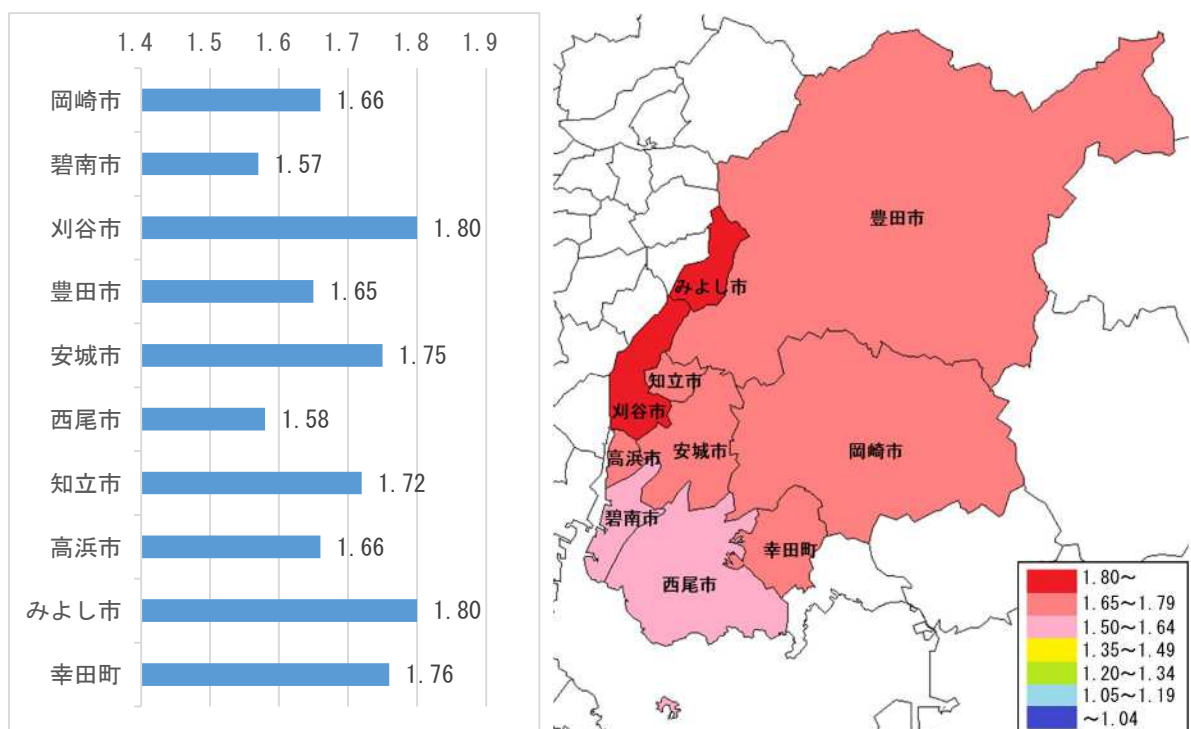 1.4 1.5 1.6 1.7 1.8 1.9
岡崎市 1.66
碧南市 1.57
刈谷市 1.80
豊田市 1.65
安城市 1.75
西尾市 1.58
知立市 1.72
高浜市 1.66
みよし市 1.80
幸田町 1.76
豊田市
みよし市
知立市
刈谷市
高浜市
安城市
岡崎市
碧南市
幸田町
西尾市
1.80～
1.65～1.79
1.50～1.64
1.35～1.49
1.20～1.34
1.05～1.19
～1.04